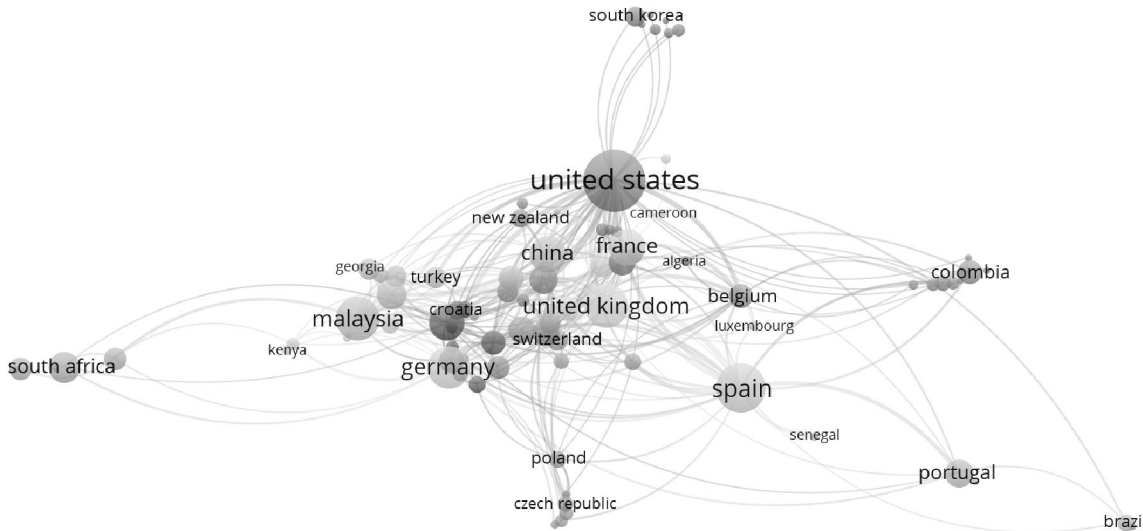 south korea
united states
cameroon
new zealand
china
france
algeria
georgia
turkey
colombia
belgium
croatia
united kingdom
malaysia
luxembourg
switzerland
kenya
south africa
germany
spain
senegal
poland
portugal
czech republic
brazi